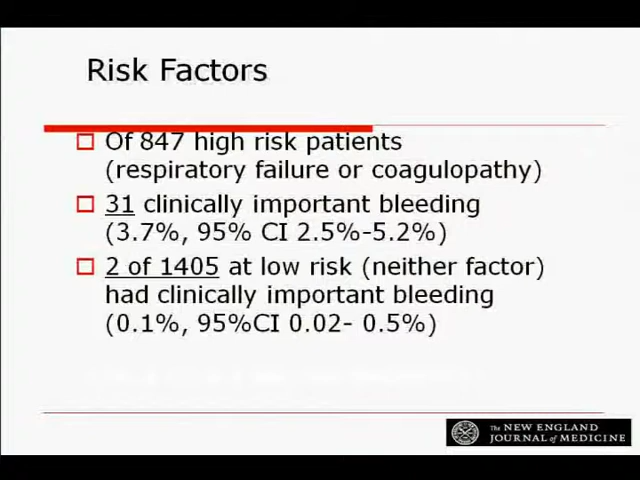 Risk Factors
Of 847 high risk patients
(respiratory failure or coagulopathy)
31 clinically important bleeding
(3.7%, 95% CI 2.5%-5.2%)
2 of 1405 at low risk (neither factor)
had clinically important bleeding
(0.1%, 95%CI 0.02- 0.5%)
The NEW ENGLAND
JOURNAL of MEDICINE